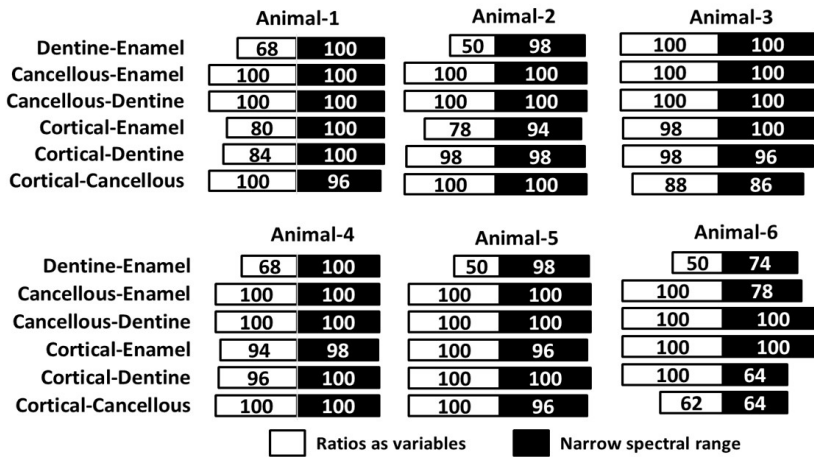 Animal-1 Animal-2 Animal-3
Dentine-Enamel 68 100 50 98 100 100
Cancellous-Enamel 100 100 100 100 100 100
Cancellous-Dentine 100 100 100 100 100 100
Cortical-Enamel 80 100 78 94 98 100
Cortical-Dentine 84 100 98 98 98 96
Cortical-Cancellous 100 96 100 100 88 86
Animal-4 Animal-5 Animal-6
Dentine-Enamel 68 100 50 98 50 74
Cancellous-Enamel 100 100 100 100 100 78
Cancellous-Dentine 100 100 100 100 100 100
Cortical-Enamel 94 98 100 96 100 100
Cortical-Dentine 96 100 100 100 100 64
Cortical-Cancellous 100 100 100 96 62 64
Ratios as variables Narrow spectral range